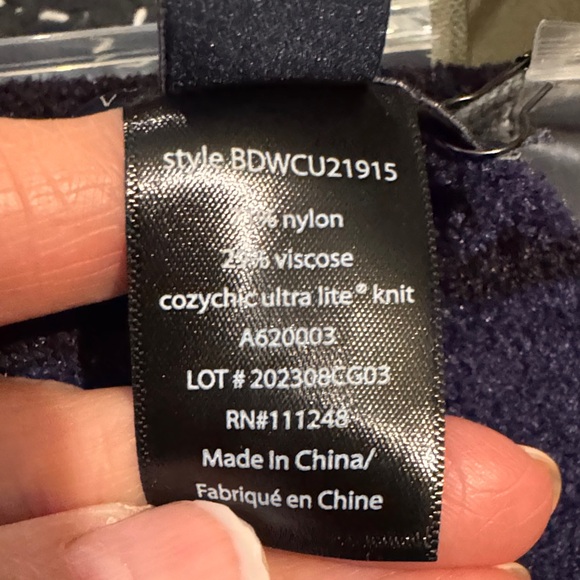 style BDWCU21915
nylon
viscose
cozychic ultra lite® knit
A620003
LOT # 202308CG03
RN#111248
Made In China/
Fabriqué en Chine